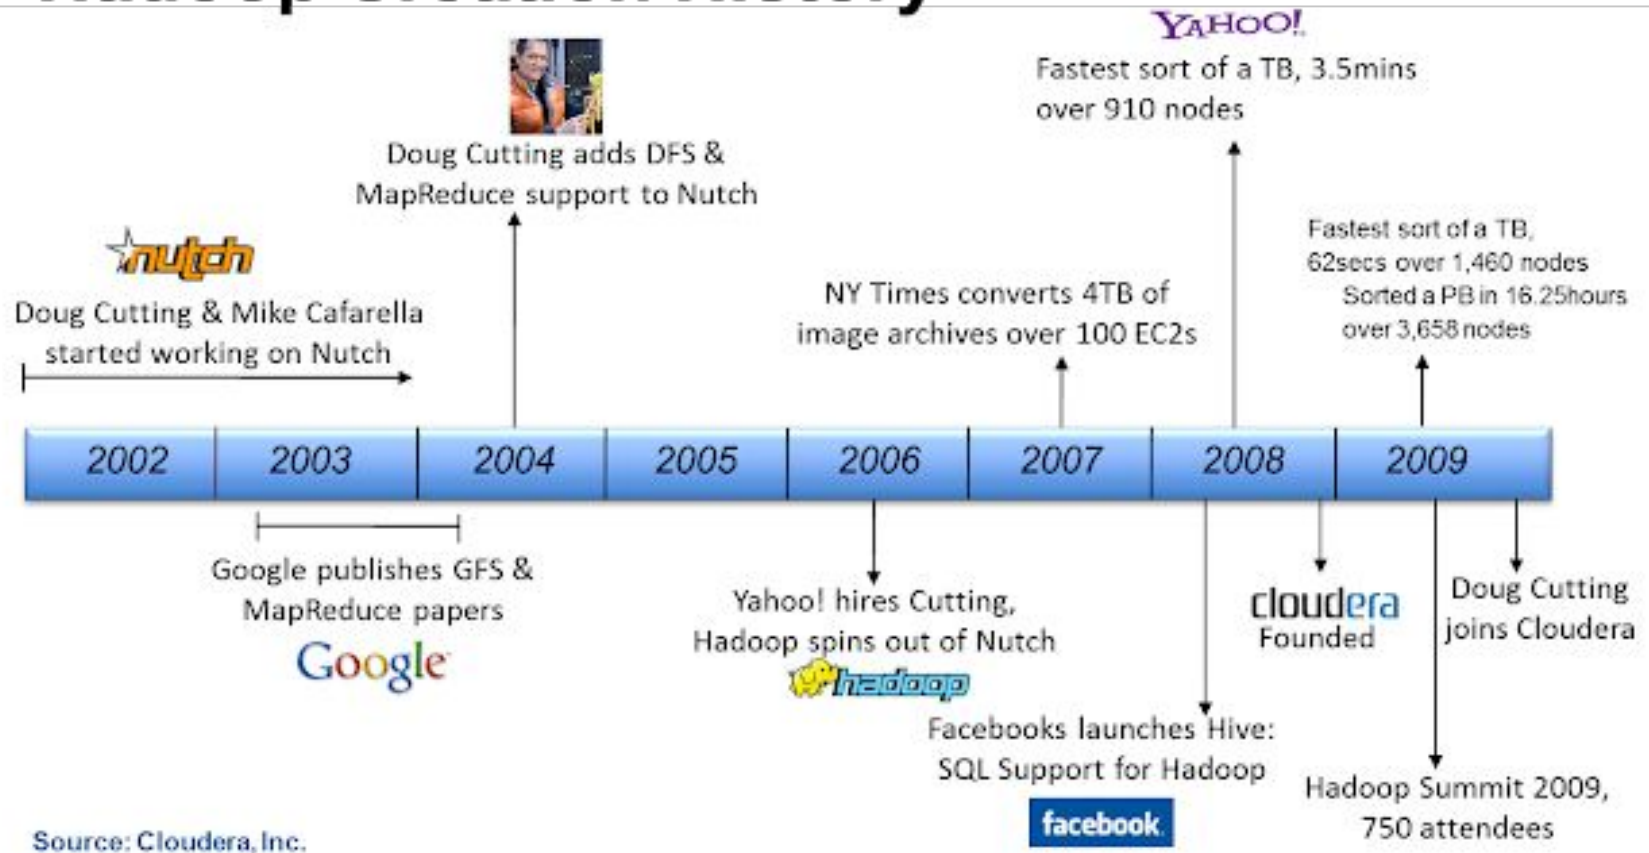 YAHOO!
Fastest sort of a TB, 3.5mins
over 910 nodes
Doug Cutting adds DFS &
MapReduce support to Nutch
nutch
Doug Cutting & Mike Cafarella
started working on Nutch
NY Times converts 4TB of
image archives over 100 EC2s
Fastest sort of a TB,
62secs over 1,460 nodes
Sorted a PB in 16.25hours
over 3,658 nodes
2002 2003 2004 2005 2006 2007 2008 2009
Google publishes GFS &
MapReduce papers
Google
Yahoo! hires Cutting,
Hadoop spins out of Nutch
hadoop
Facebooks launches Hive:
SQL Support for Hadoop
facebook
cloudera
Founded
Doug Cutting
joins Cloudera
Hadoop Summit 2009,
750 attendees
Source: Cloudera, Inc.